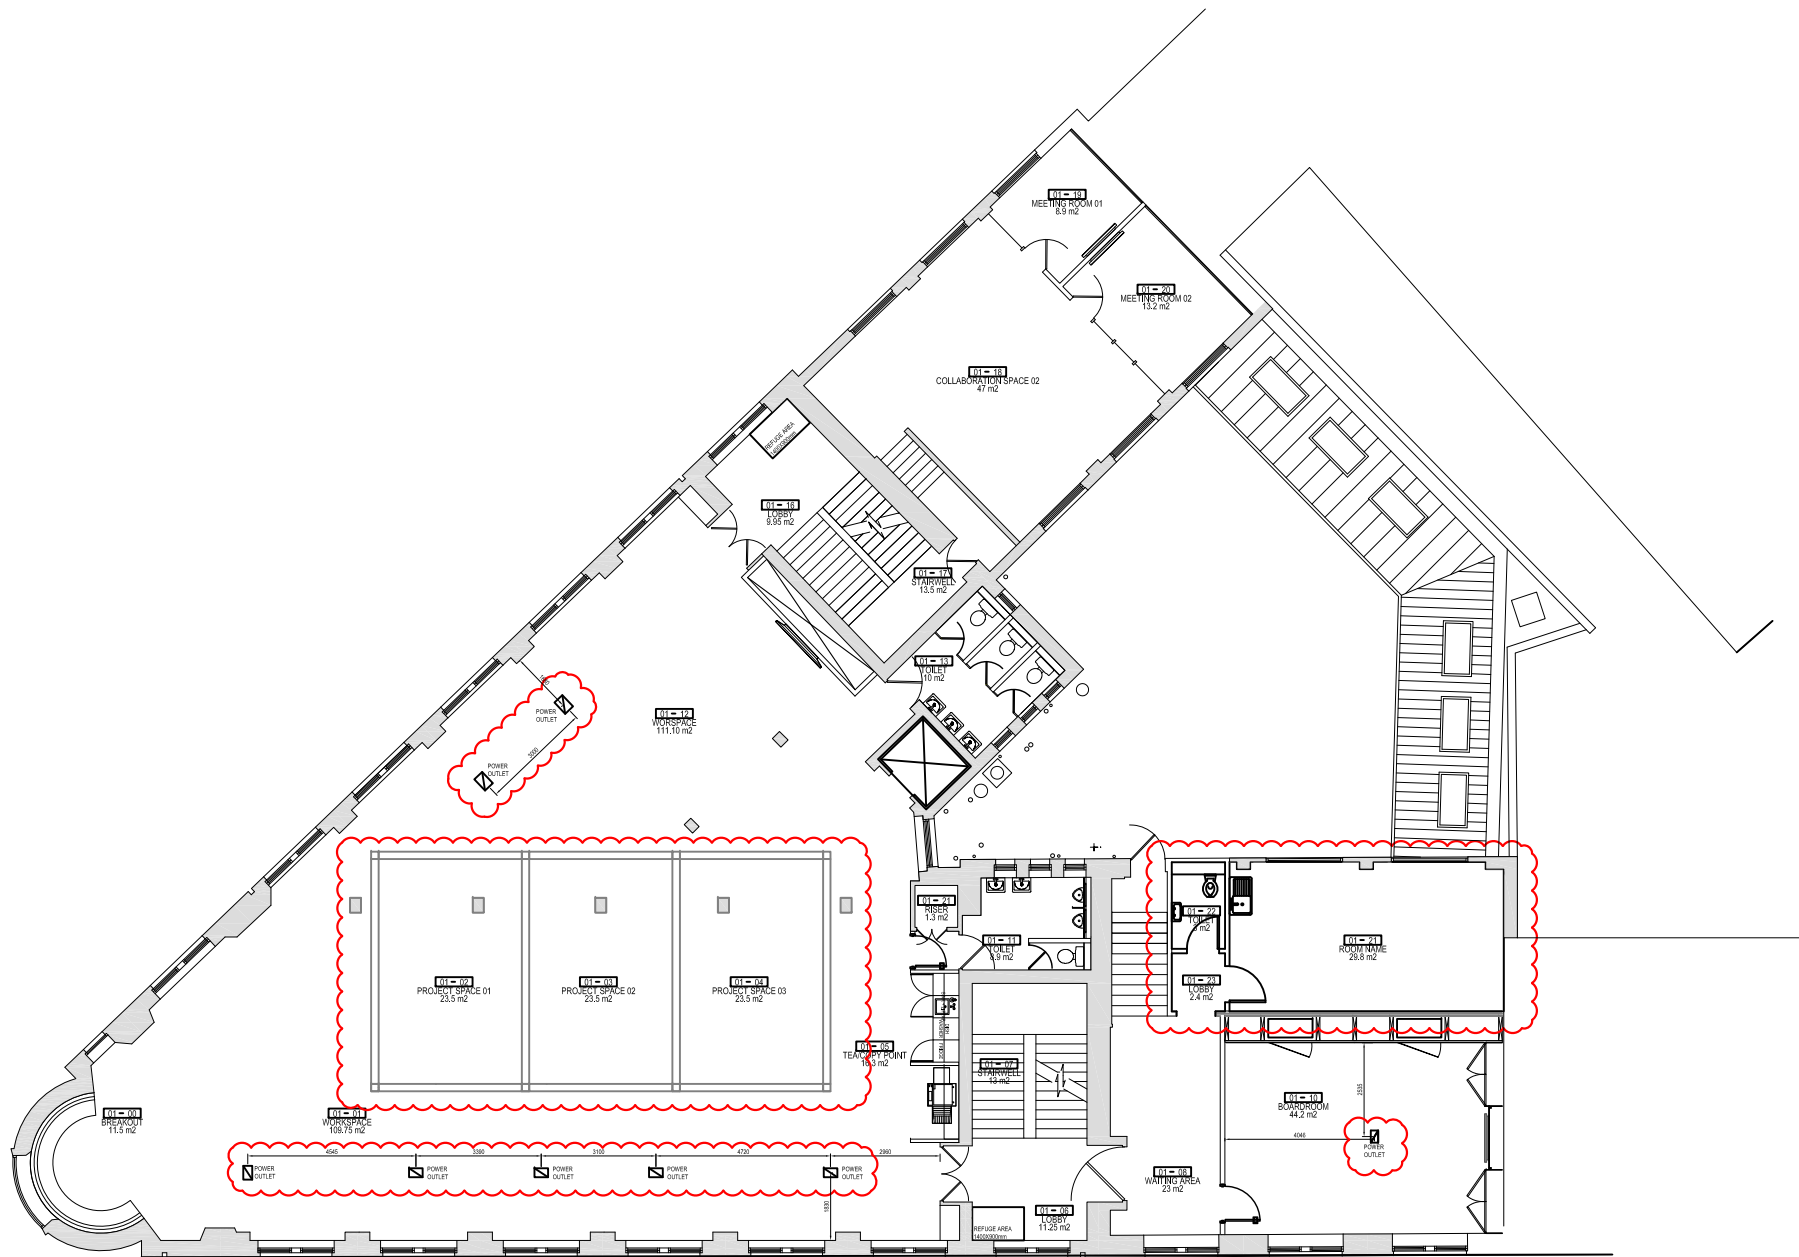 01 - 19
MEETING ROOM 01
8.9 m2
01 - 20
MEETING ROOM 02
13.2 m2
01 - 18
COLLABORATION SPACE 02
47 m2
REFUGE AREA
1400X900mm
01 - 16
LOBBY
9.95 m2
01 - 17
STAIRWELL
13.5 m2
01 - 13
TOILET
10 m2
POWER
OUTLET
3000
POWER
OUTLET
01 - 12
WORSPACE
111.10 m2
01 - 21
RISER
1.3 m2
01 - 11
TOILET
8.9 m2
01 - 22
TOILET
3 m2
01 - 21
ROOM NAME
29.8 m2
01 - 23
LOBBY
2.4 m2
01 - 02
PROJECT SPACE 01
23.5 m2
01 - 03
PROJECT SPACE 02
23.5 m2
01 - 04
PROJECT SPACE 03
23.5 m2
01 - 05
TEA/COPY POINT
FRIDGE
01 - 07
STAIRWELL
13 m2
01 - 00
BREAKOUT
11.5 m2
01 - 01
WORKSPACE
109.75 m2
01 - 10
BOARDROOM
44.2 m2
2535
4046
POWER
OUTLET
4545
3390
3100
4720
2960
POWER
OUTLET
POWER
OUTLET
POWER
OUTLET
POWER
OUTLET
POWER
OUTLET
1830
01 - 08
WAITING AREA
23 m2
01 - 06
LOBBY
11.25 m2
REFUGE AREA
1400X900mm